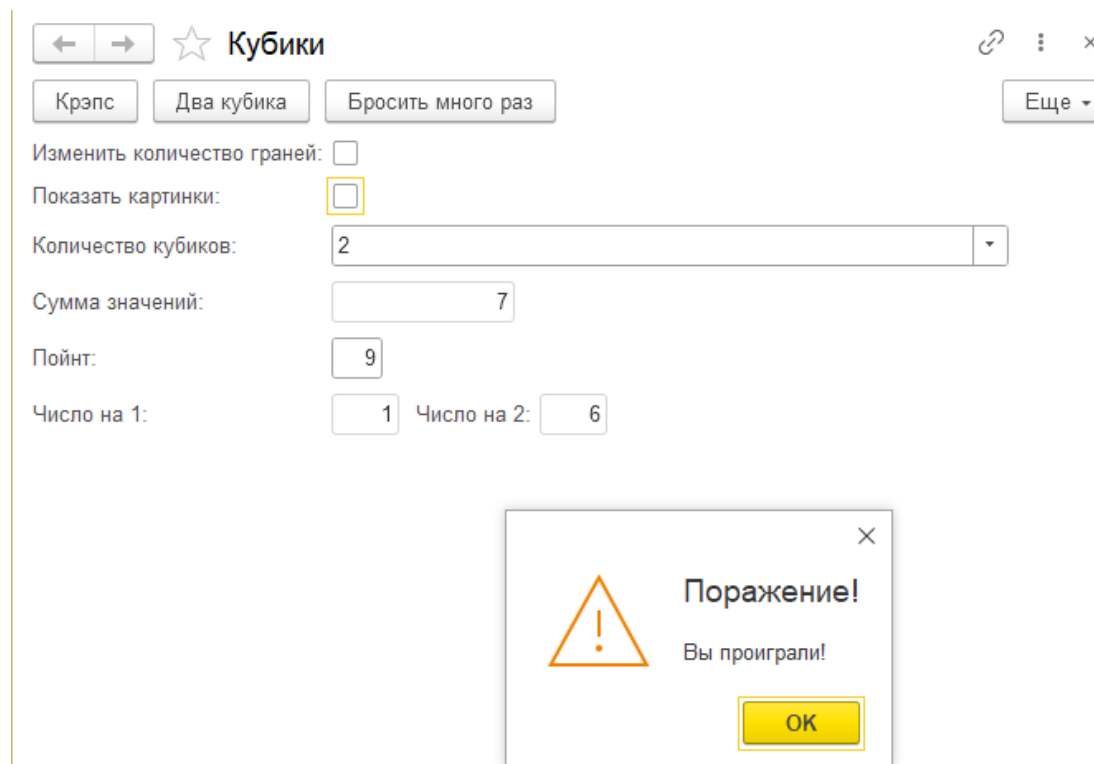 Кубики
Крэпс Два кубика Бросить много раз Еще
Изменить количество граней:
Показать картинки:
Количество кубиков: 2
Сумма значений: 7
Пойнт: 9
Число на 1: 1 Число на 2: 6
Поражение!
Вы проиграли!
ОК